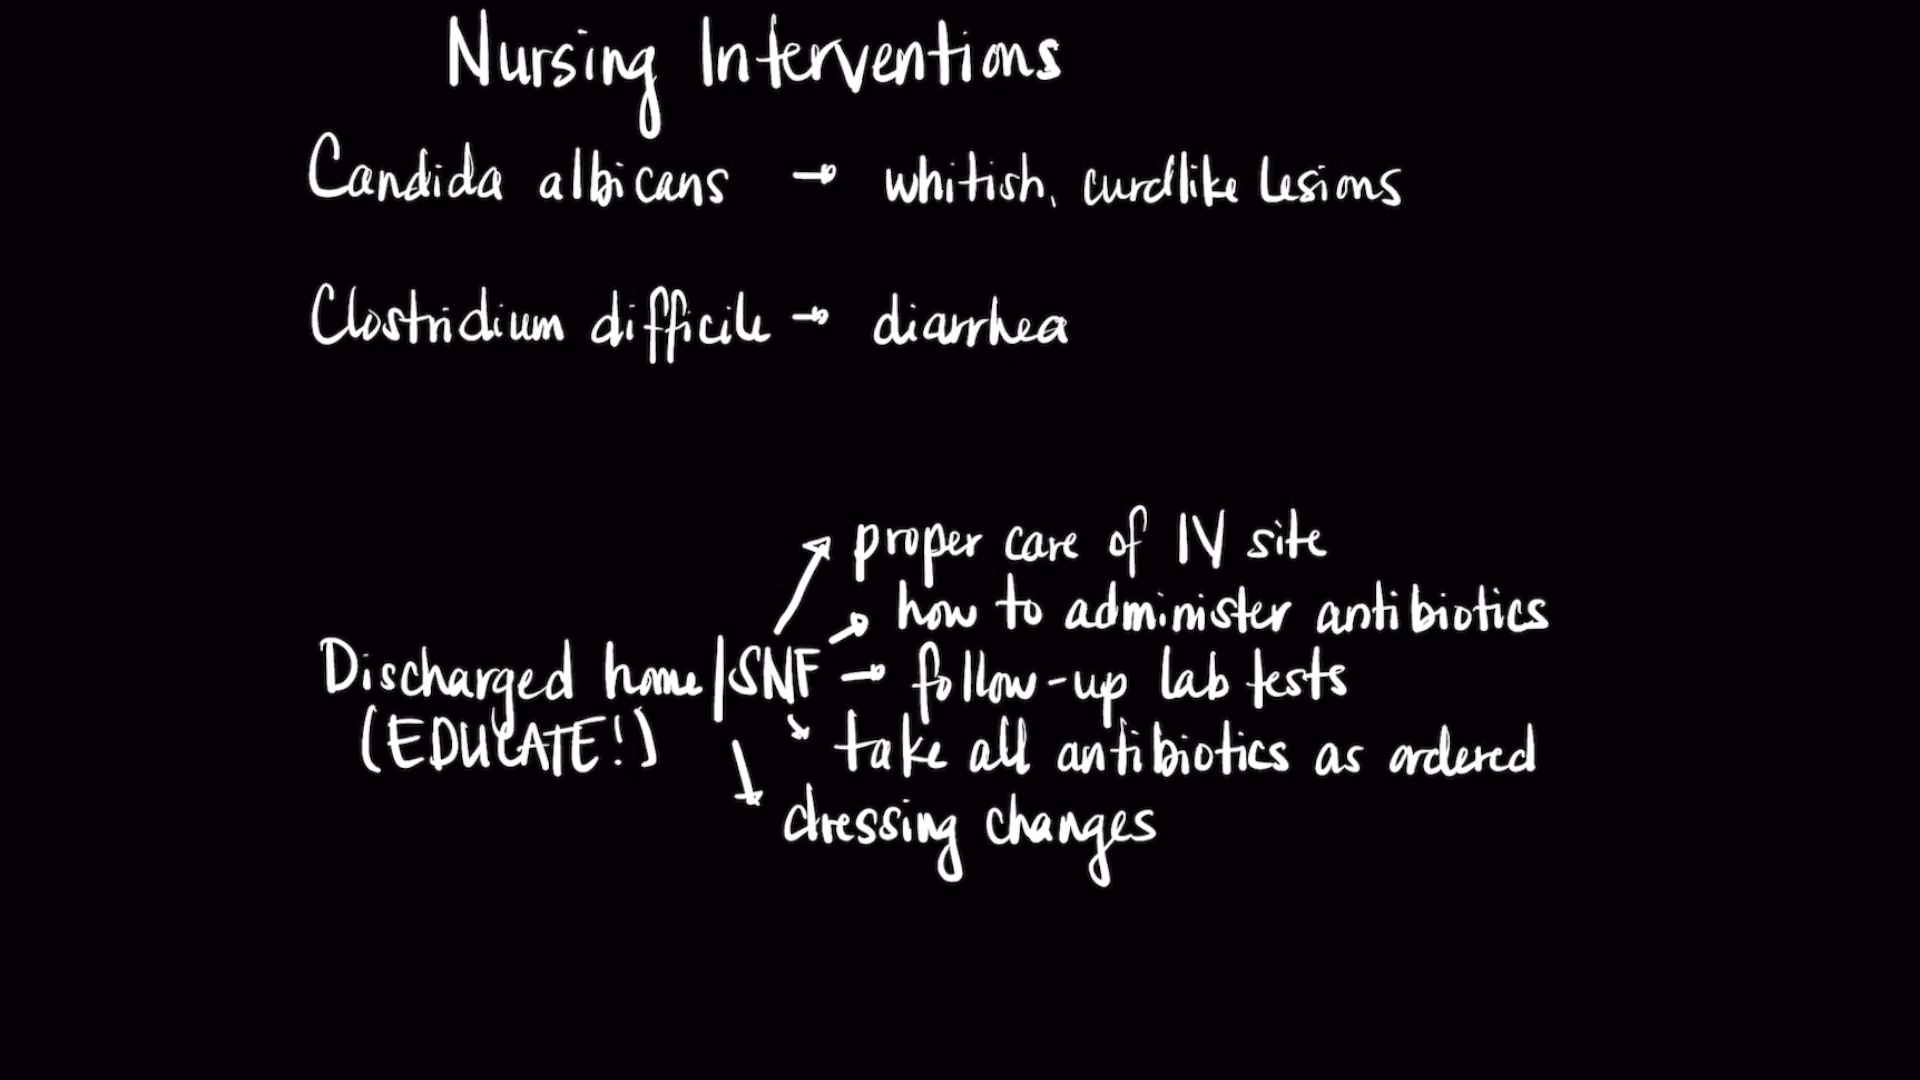 Nursing Interventions
Candida albicans → whitish, curdlike lesions
Clostridium difficile → diarrhea
proper care of IV site
how to administer antibiotics
Discharged home/SNF → follow-up lab tests
(EDUCATE!) take all antibiotics as ordered
dressing changes